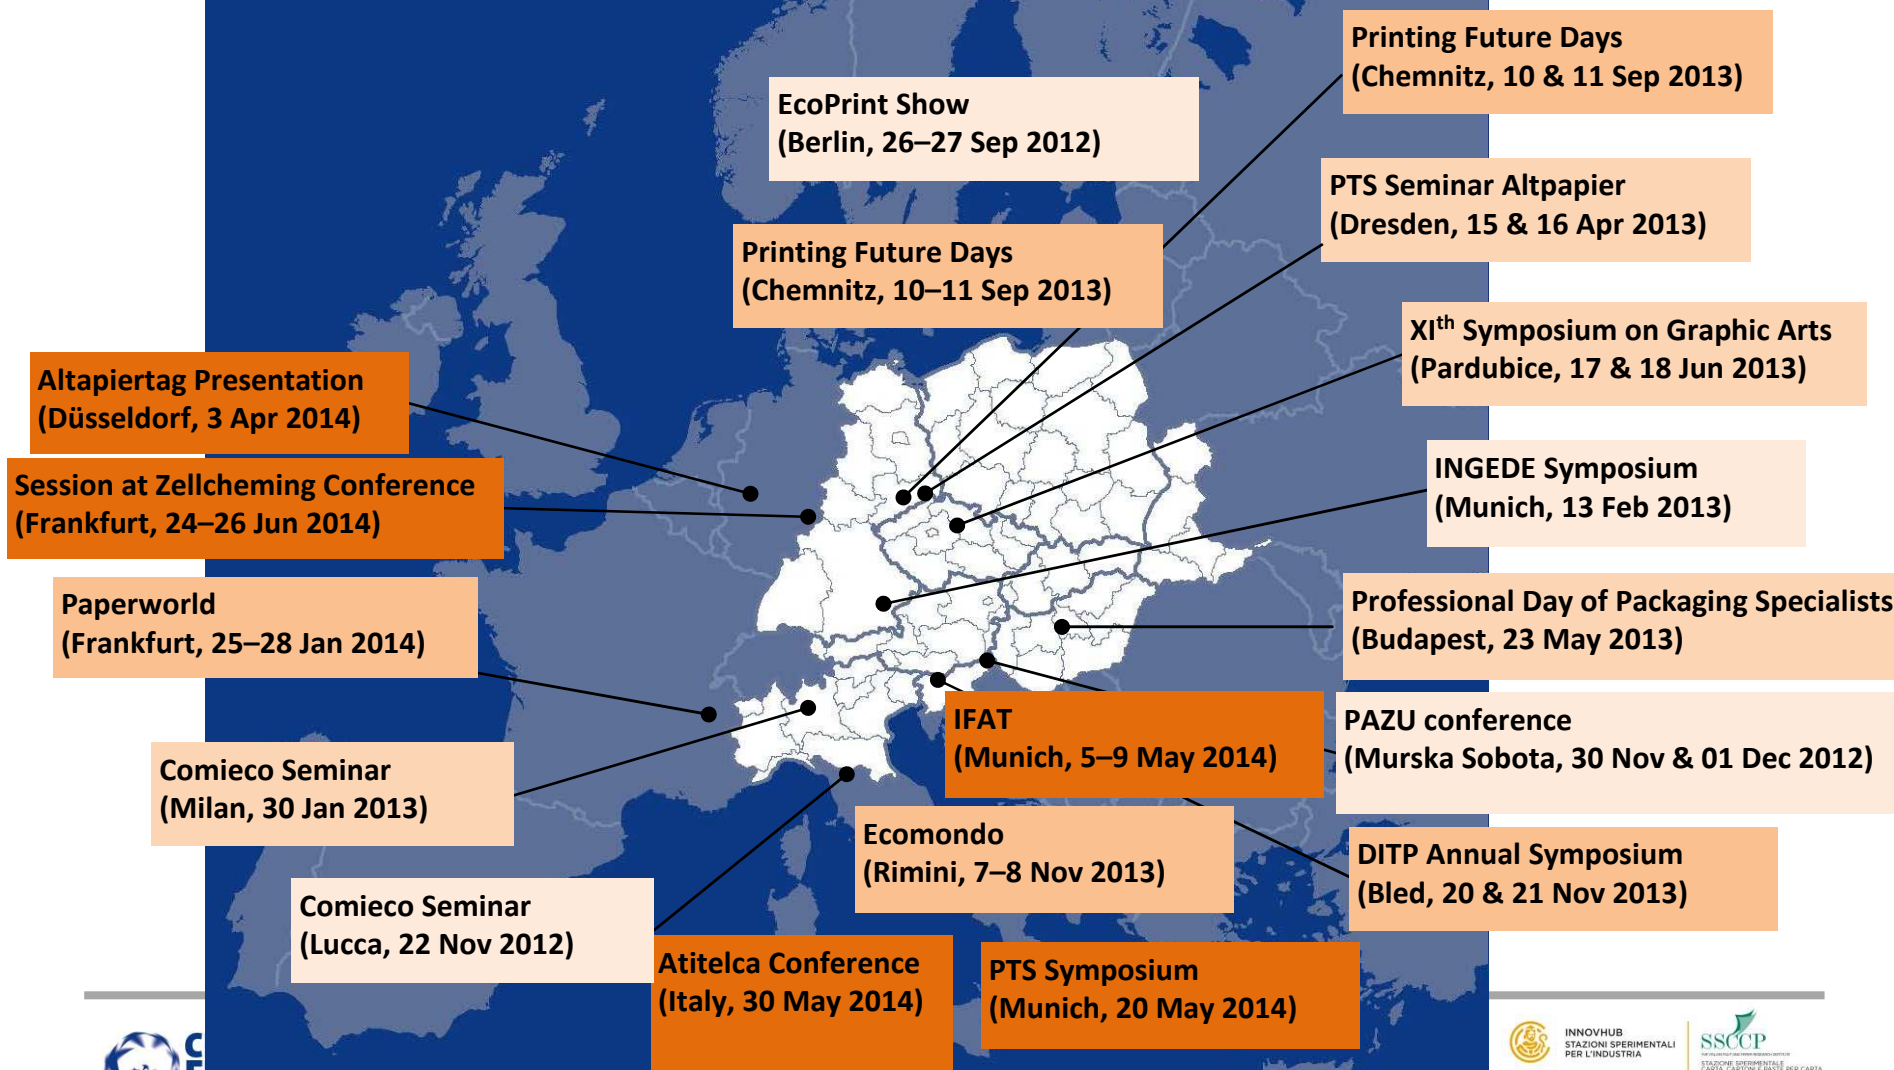 Printing Future Days
(Chemnitz, 10 & 11 Sep 2013)
EcoPrint Show
(Berlin, 26–27 Sep 2012)
PTS Seminar Altpapier
(Dresden, 15 & 16 Apr 2013)
Printing Future Days
(Chemnitz, 10–11 Sep 2013)
XIth Symposium on Graphic Arts
(Pardubice, 17 & 18 Jun 2013)
Altapiertag Presentation
(Düsseldorf, 3 Apr 2014)
INGEDE Symposium
(Munich, 13 Feb 2013)
Session at Zellcheming Conference
(Frankfurt, 24–26 Jun 2014)
Professional Day of Packaging Specialists
(Budapest, 23 May 2013)
Paperworld
(Frankfurt, 25–28 Jan 2014)
IFAT
(Munich, 5–9 May 2014)
PAZU conference
(Murska Sobota, 30 Nov & 01 Dec 2012)
Comieco Seminar
(Milan, 30 Jan 2013)
Ecomondo
(Rimini, 7–8 Nov 2013)
DITP Annual Symposium
(Bled, 20 & 21 Nov 2013)
Comieco Seminar
(Lucca, 22 Nov 2012)
Atitelca Conference
(Italy, 30 May 2014)
PTS Symposium
(Munich, 20 May 2014)
INNOVHUB
STAZIONI SPERIMENTALI
PER L'INDUSTRIA
SSCCP
STAZIONE SPERIMENTALE
CARTA, CARTONI E PASTE PER CARTA